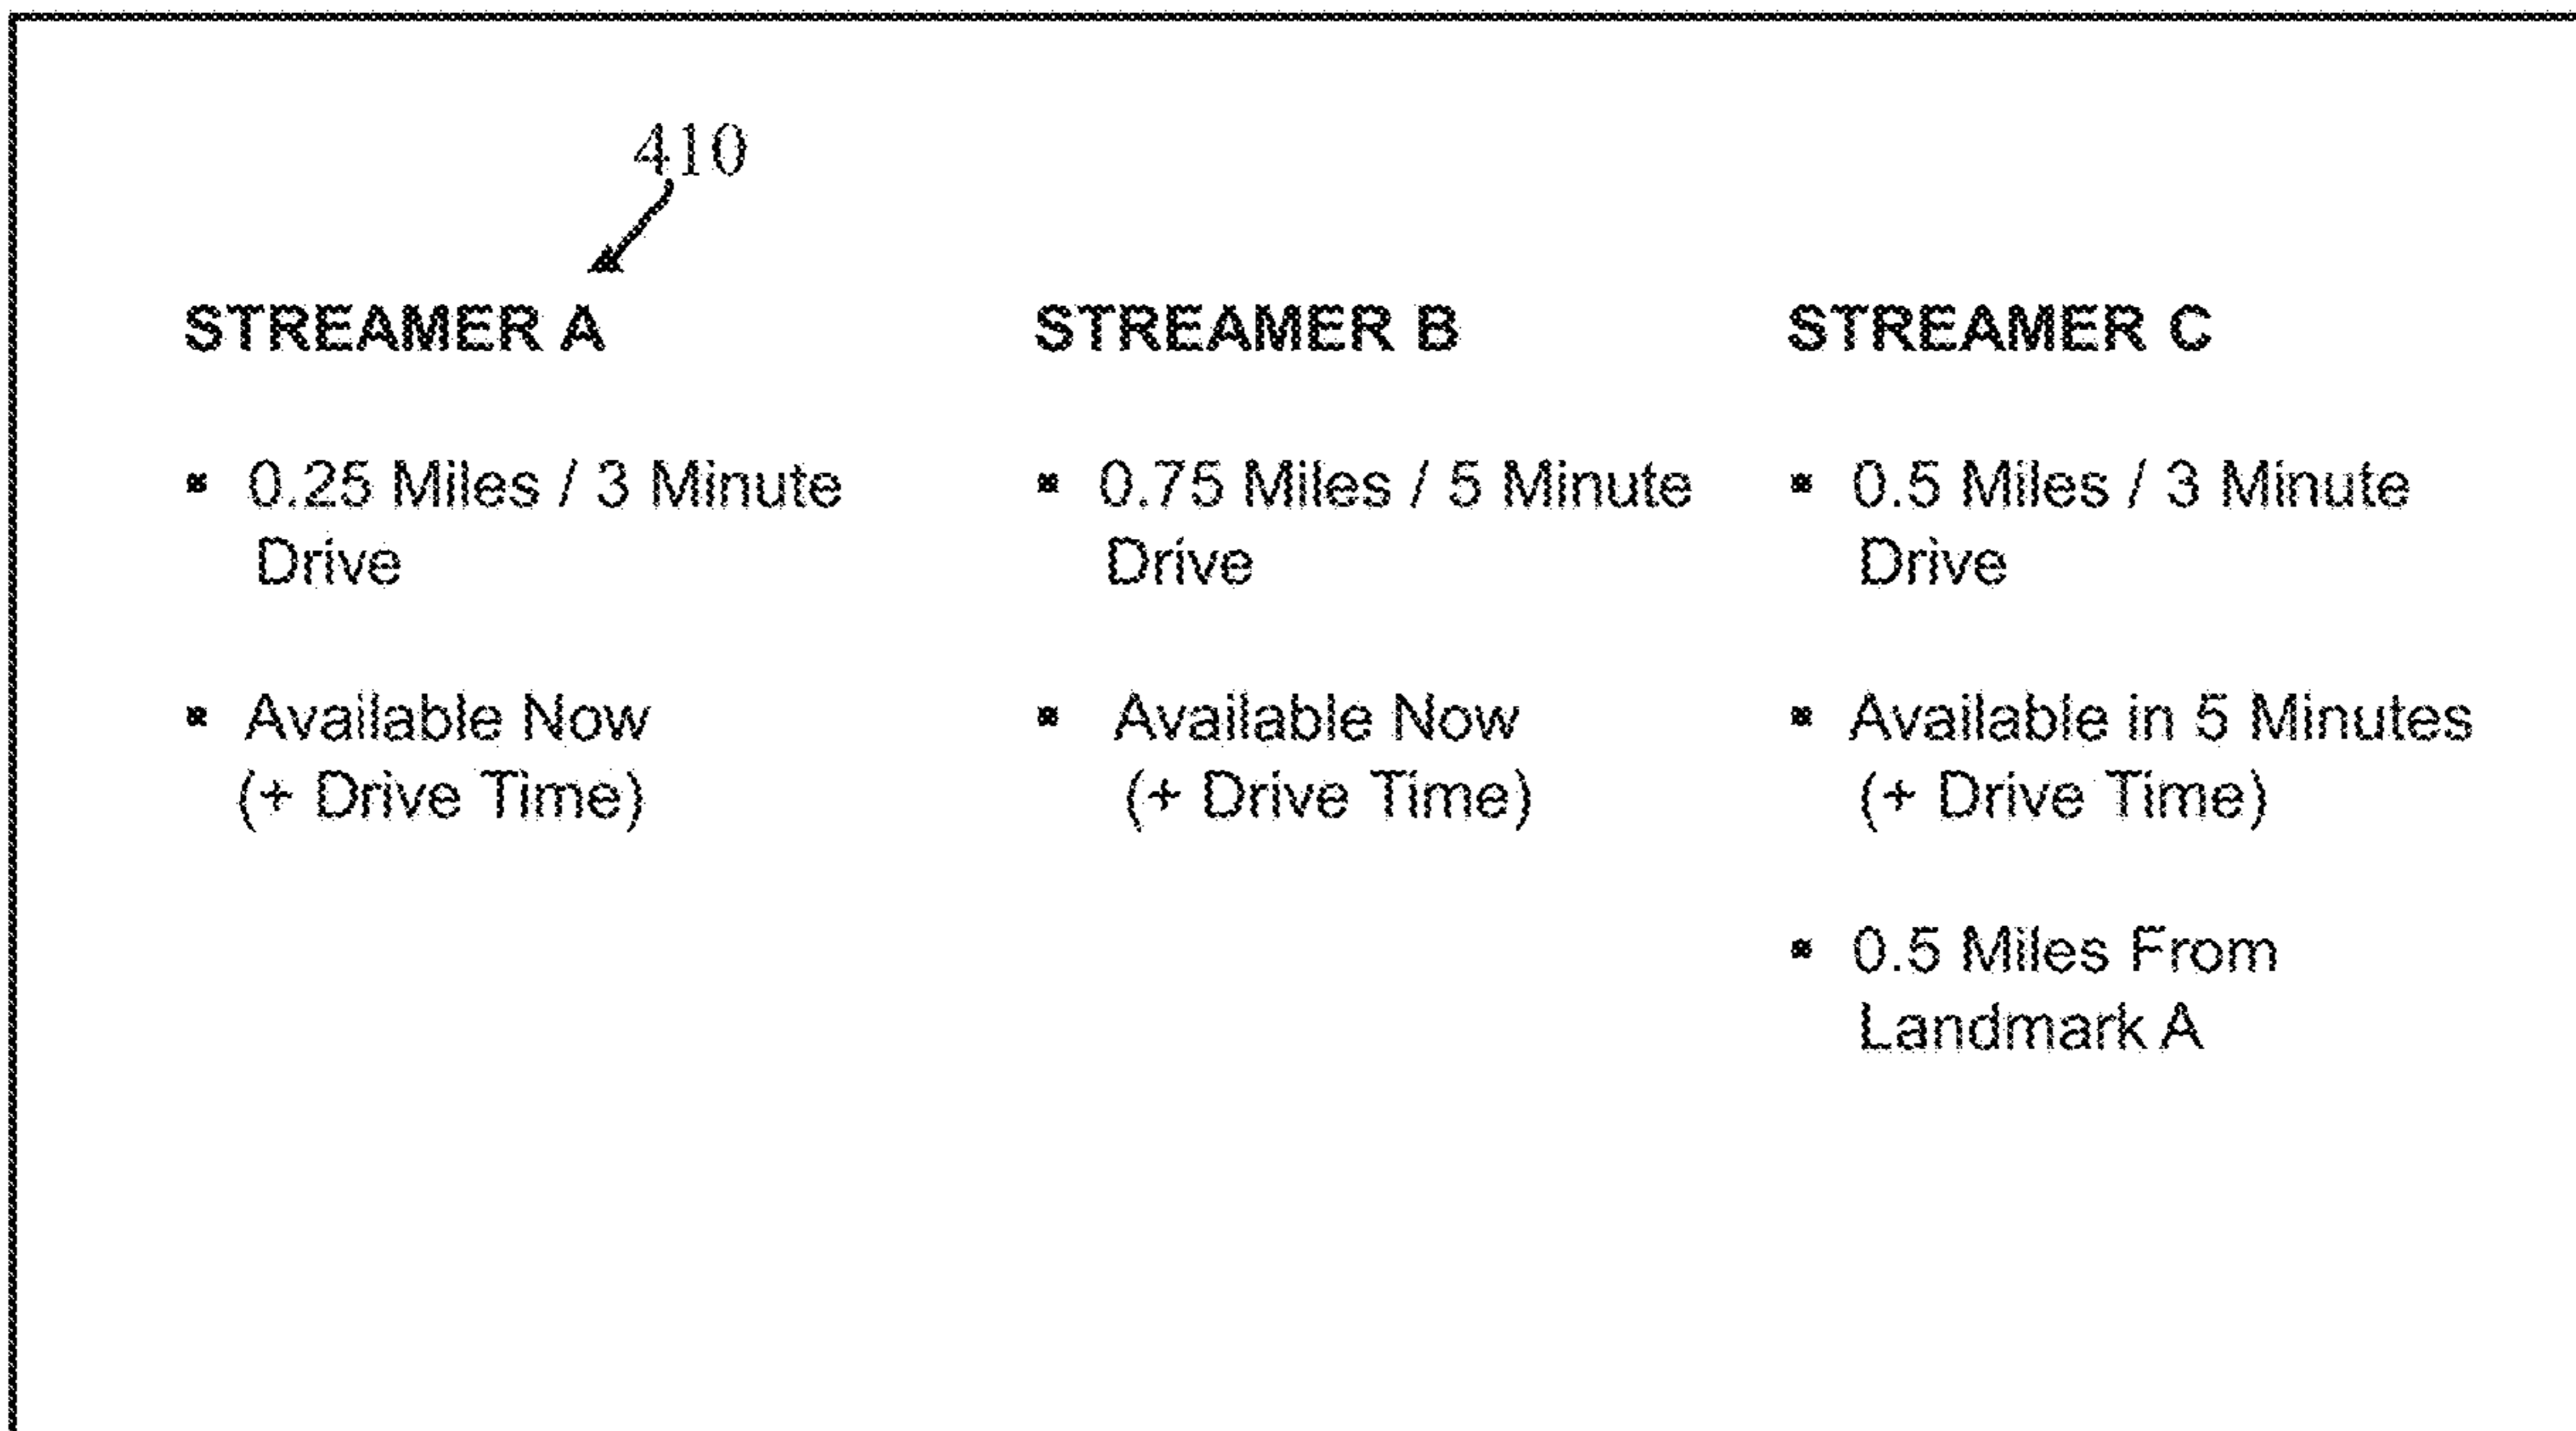 410
STREAMER A
▪ 0.25 Miles / 3 Minute
Drive
▪ Available Now
(+ Drive Time)
STREAMER B
▪ 0.75 Miles / 5 Minute
Drive
▪ Available Now
(+ Drive Time)
STREAMER C
▪ 0.5 Miles / 3 Minute
Drive
▪ Available in 5 Minutes
(+ Drive Time)
▪ 0.5 Miles From
Landmark A